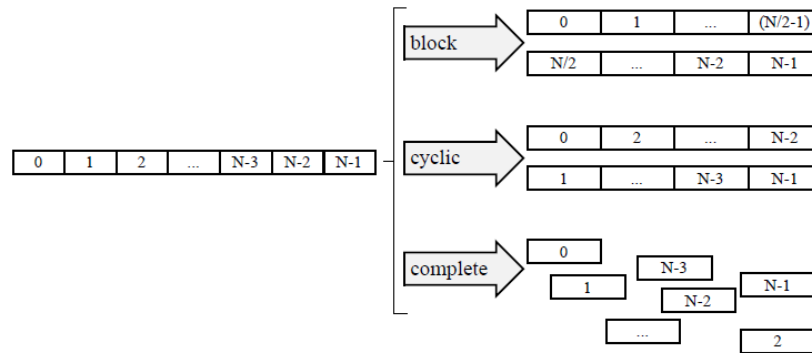 0 1 2 ... N-3 N-2 N-1
block
0 1 ... (N/2-1)
N/2 ... N-2 N-1
cyclic
0 2 ... N-2
1 ... N-3 N-1
complete
0
N-3
1
N-1
N-2
...
2